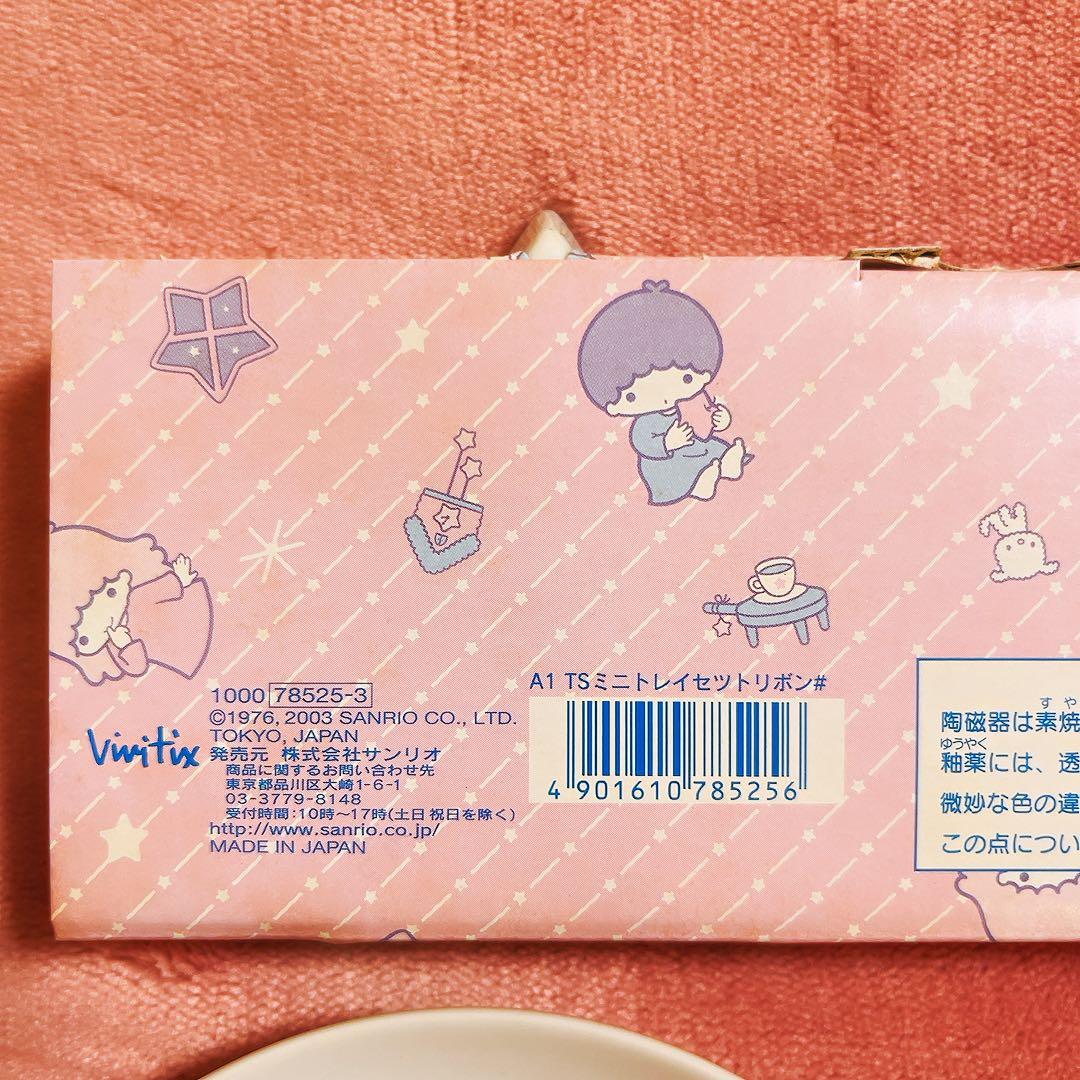 1000 78525-3
©1976, 2003 SANRIO CO., LTD.
TOKYO, JAPAN
Vivitix
発売元 株式会社サンリオ
商品に関するお問い合わせ先
東京都品川区大崎1-6-1
03-3779-8148
受付時間:10時〜17時(土日祝日を除く)
http://www.sanrio.co.jp/
MADE IN JAPAN
A1 TSミニトレイセツトリボン#
4 901610 785256
すや
陶磁器は素焼
ゆうやく
釉薬には、透
微妙な色の違
この点につい